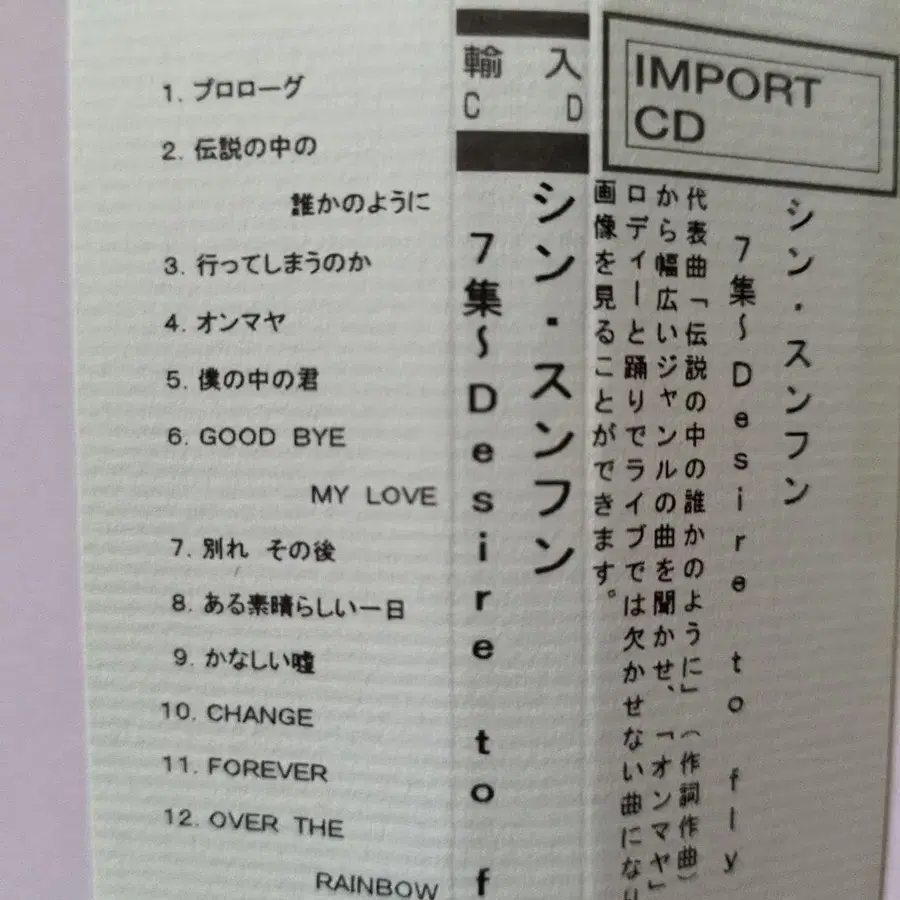 1. プロローグ
2. 伝説の中の
誰かのように
3. 行ってしまうのか
4. オンマヤ
5. 僕の中の君
6. GOOD BYE
MY LOVE
7. 別れ その後
8. ある素晴らしい一日
9. かなしい嘘
10. CHANGE
11. FOREVER
12. OVER THE
RAINBOW
輸入
CD
シン・スンフン
7集~Desire to f
IMPORT
CD
シン・スンフン
7集~Desire to fly
代表曲「伝説の中の誰かのように」(作詞作曲)
から幅広いジャンルの曲を聞かせ、「オンマヤ」
ロディーと踊りでライブでは欠かせない曲になり
画像を見ることができます。